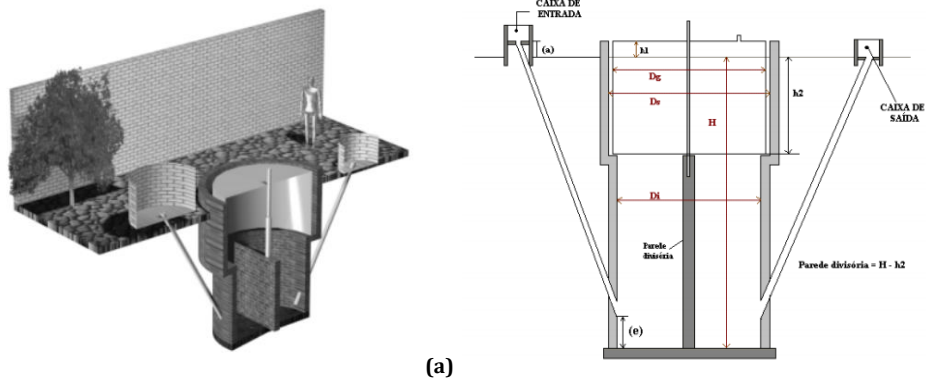 CAIXA DE
ENTRADA
(a)
h1
Dg
Ds
h2
H
CAIXA DE
SAÍDA
Di
Parede
divisória
Parede divisória = H - h2
(e)
(a)